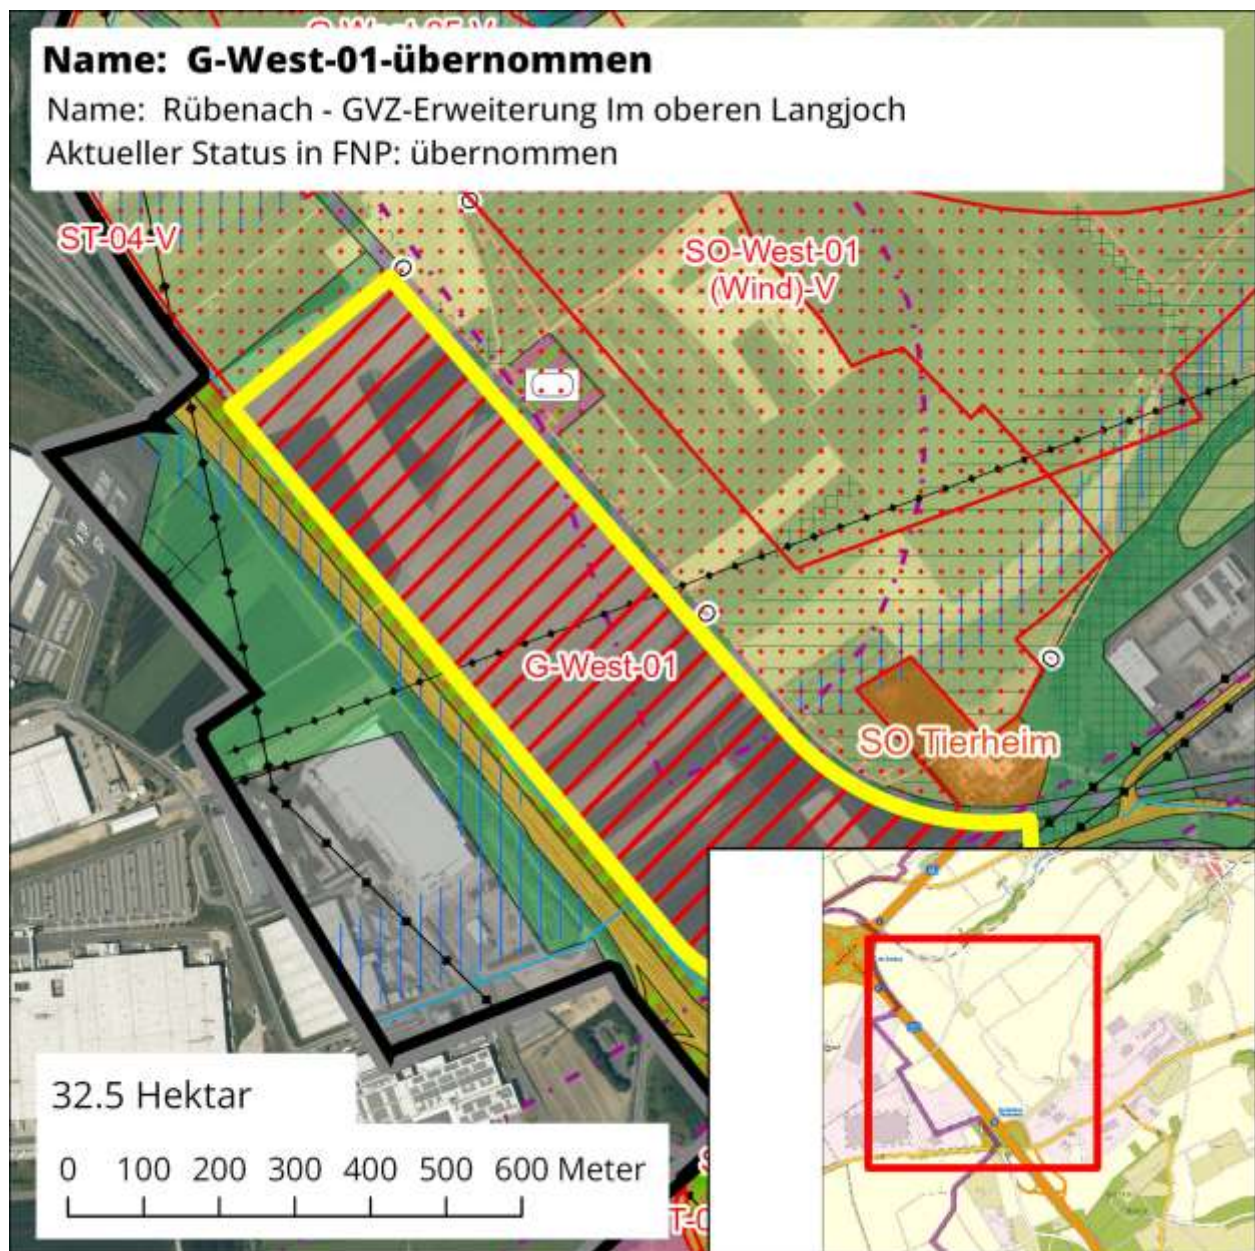 Name: G-West-01-übernommen
Name: Rübenach - GVZ-Erweiterung Im oberen Langjoch
Aktueller Status in FNP: übernommen
ST-04-V
SO-West-01
(Wind)-V
G-West-01
SO Tierheim
32.5 Hektar
0 100 200 300 400 500 600 Meter